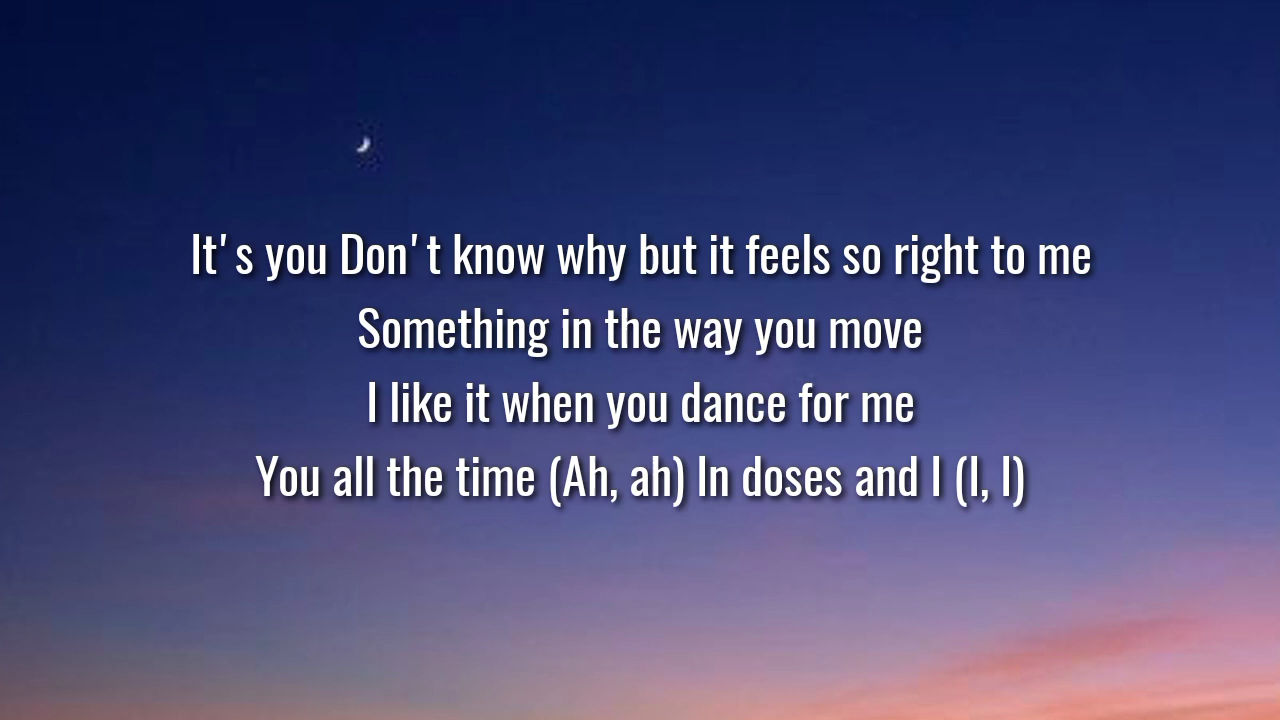 It's you Don't know why but it feels so right to me
Something in the way you move
I like it when you dance for me
You all the time (Ah, ah) In doses and I (I, I)